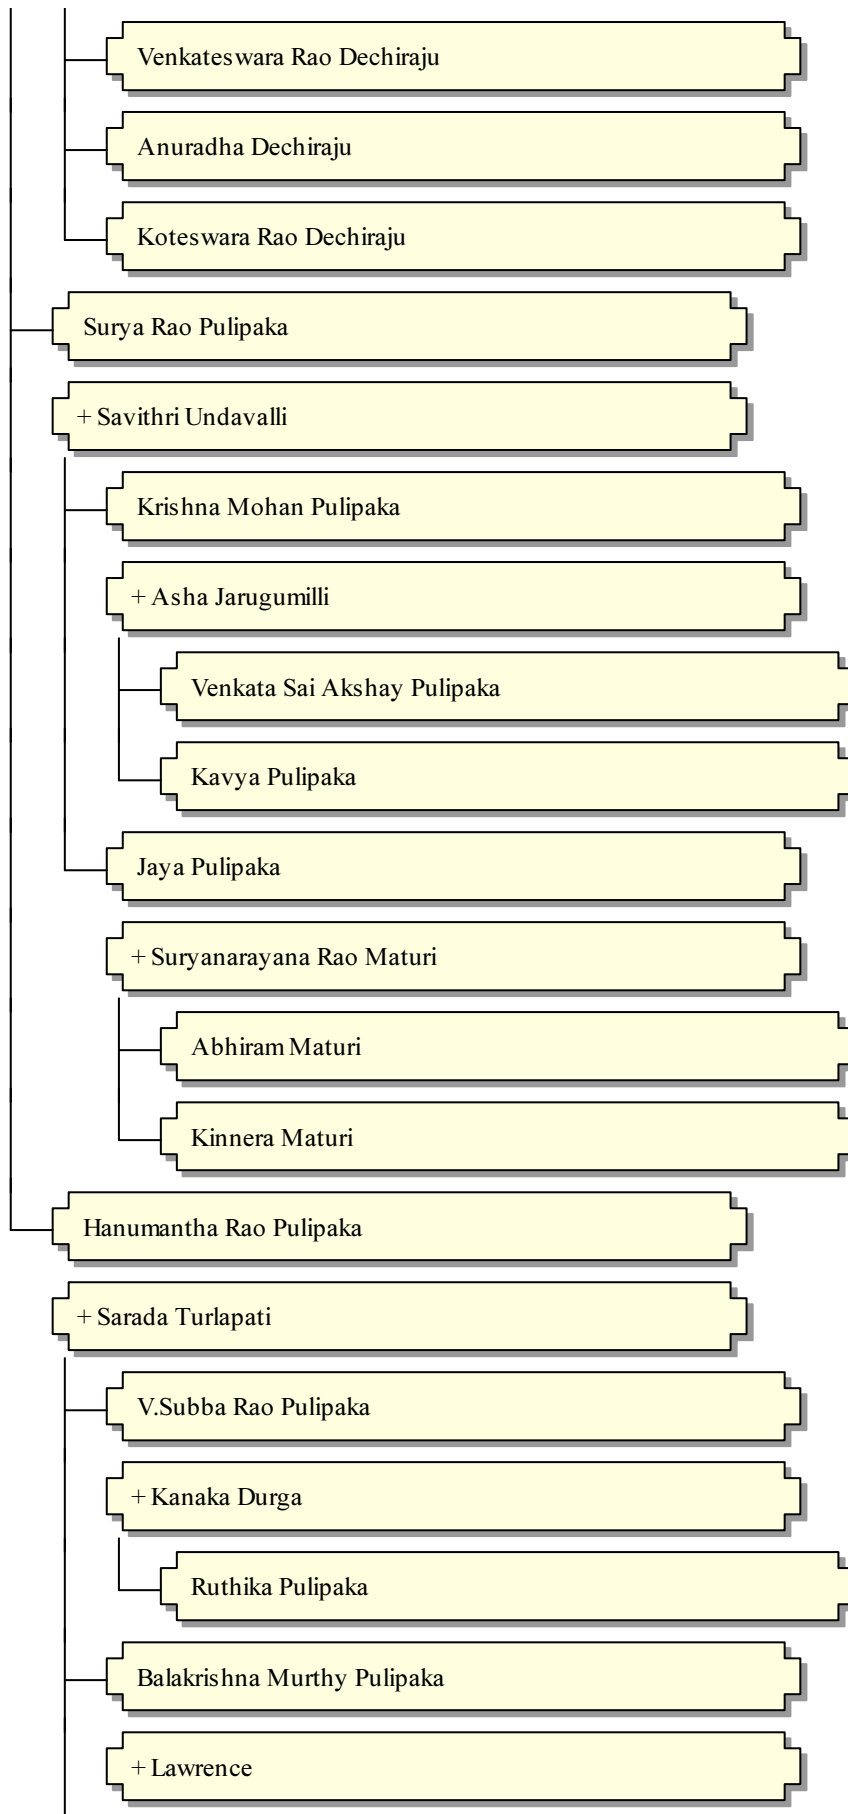 Venkateswara Rao Dechiraju
Anuradha Dechiraju
Koteswara Rao Dechiraju
Surya Rao Pulipaka
+ Savithri Undavalli
Krishna Mohan Pulipaka
+ Asha Jarugumilli
Venkata Sai Akshay Pulipaka
Kavya Pulipaka
Jaya Pulipaka
+ Suryanarayana Rao Maturi
Abhiram Maturi
Kinnera Maturi
Hanumantha Rao Pulipaka
+ Sarada Turlapati
V.Subba Rao Pulipaka
+ Kanaka Durga
Ruthika Pulipaka
Balakrishna Murthy Pulipaka
+ Lawrence